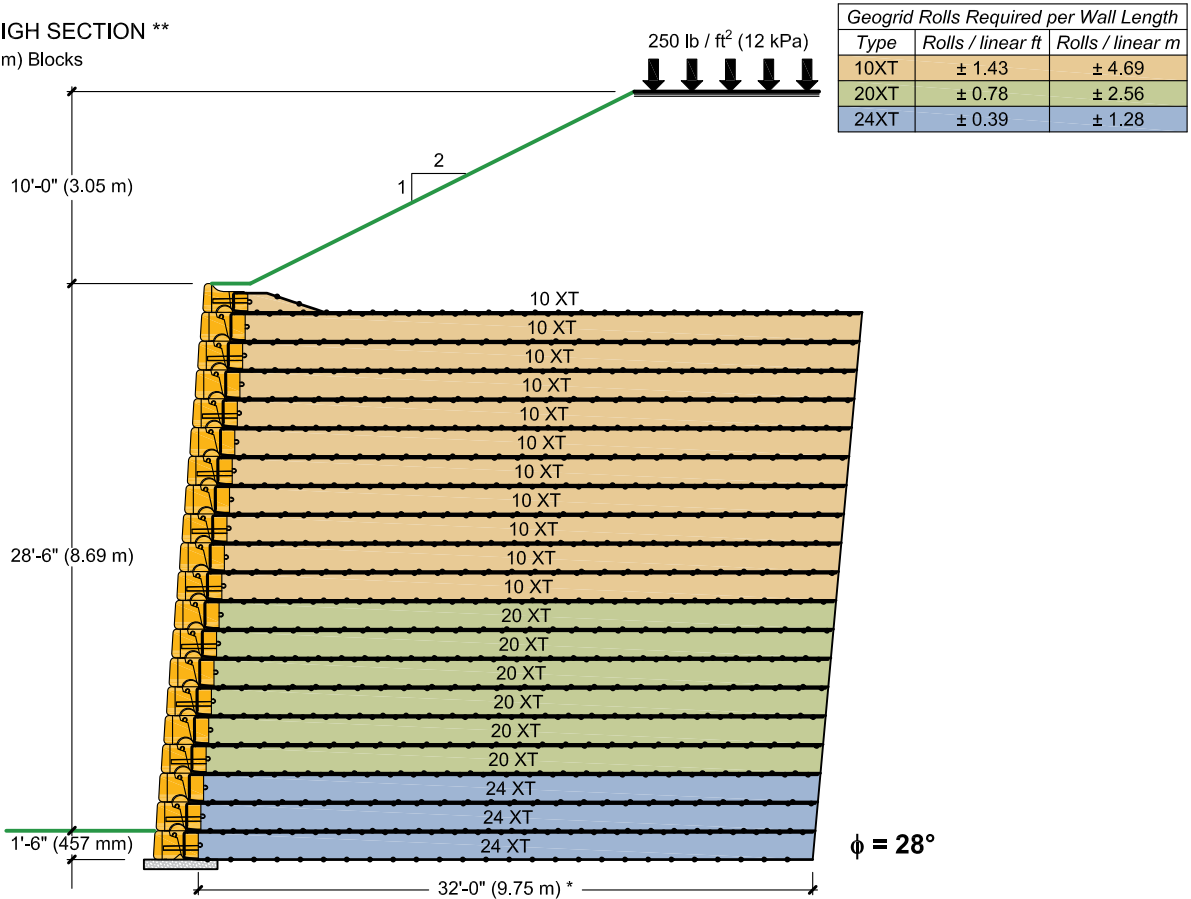 IGH SECTION **
m) Blocks
250 lb / ft² (12 kPa)
Geogrid Rolls Required per Wall Length
Type Rolls / linear ft Rolls / linear m
10XT ± 1.43 ± 4.69
20XT ± 0.78 ± 2.56
24XT ± 0.39 ± 1.28
2
1
10'-0" (3.05 m)
10 XT
10 XT
10 XT
10 XT
10 XT
10 XT
10 XT
10 XT
10 XT
10 XT
10 XT
28'-6" (8.69 m)
20 XT
20 XT
20 XT
20 XT
20 XT
20 XT
24 XT
24 XT
24 XT
1'-6" (457 mm)
ϕ = 28°
32'-0" (9.75 m) *